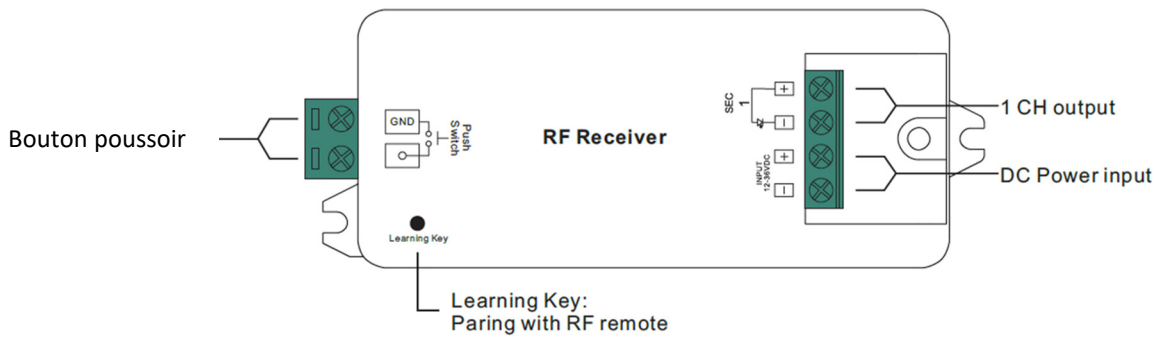 Bouton poussoir
GND
Push
Switch
RF Receiver
Learning Key
SEC
1
+
−
+
−
INPUT
12-36VDC
1 CH output
DC Power input
Learning Key:
Paring with RF remote